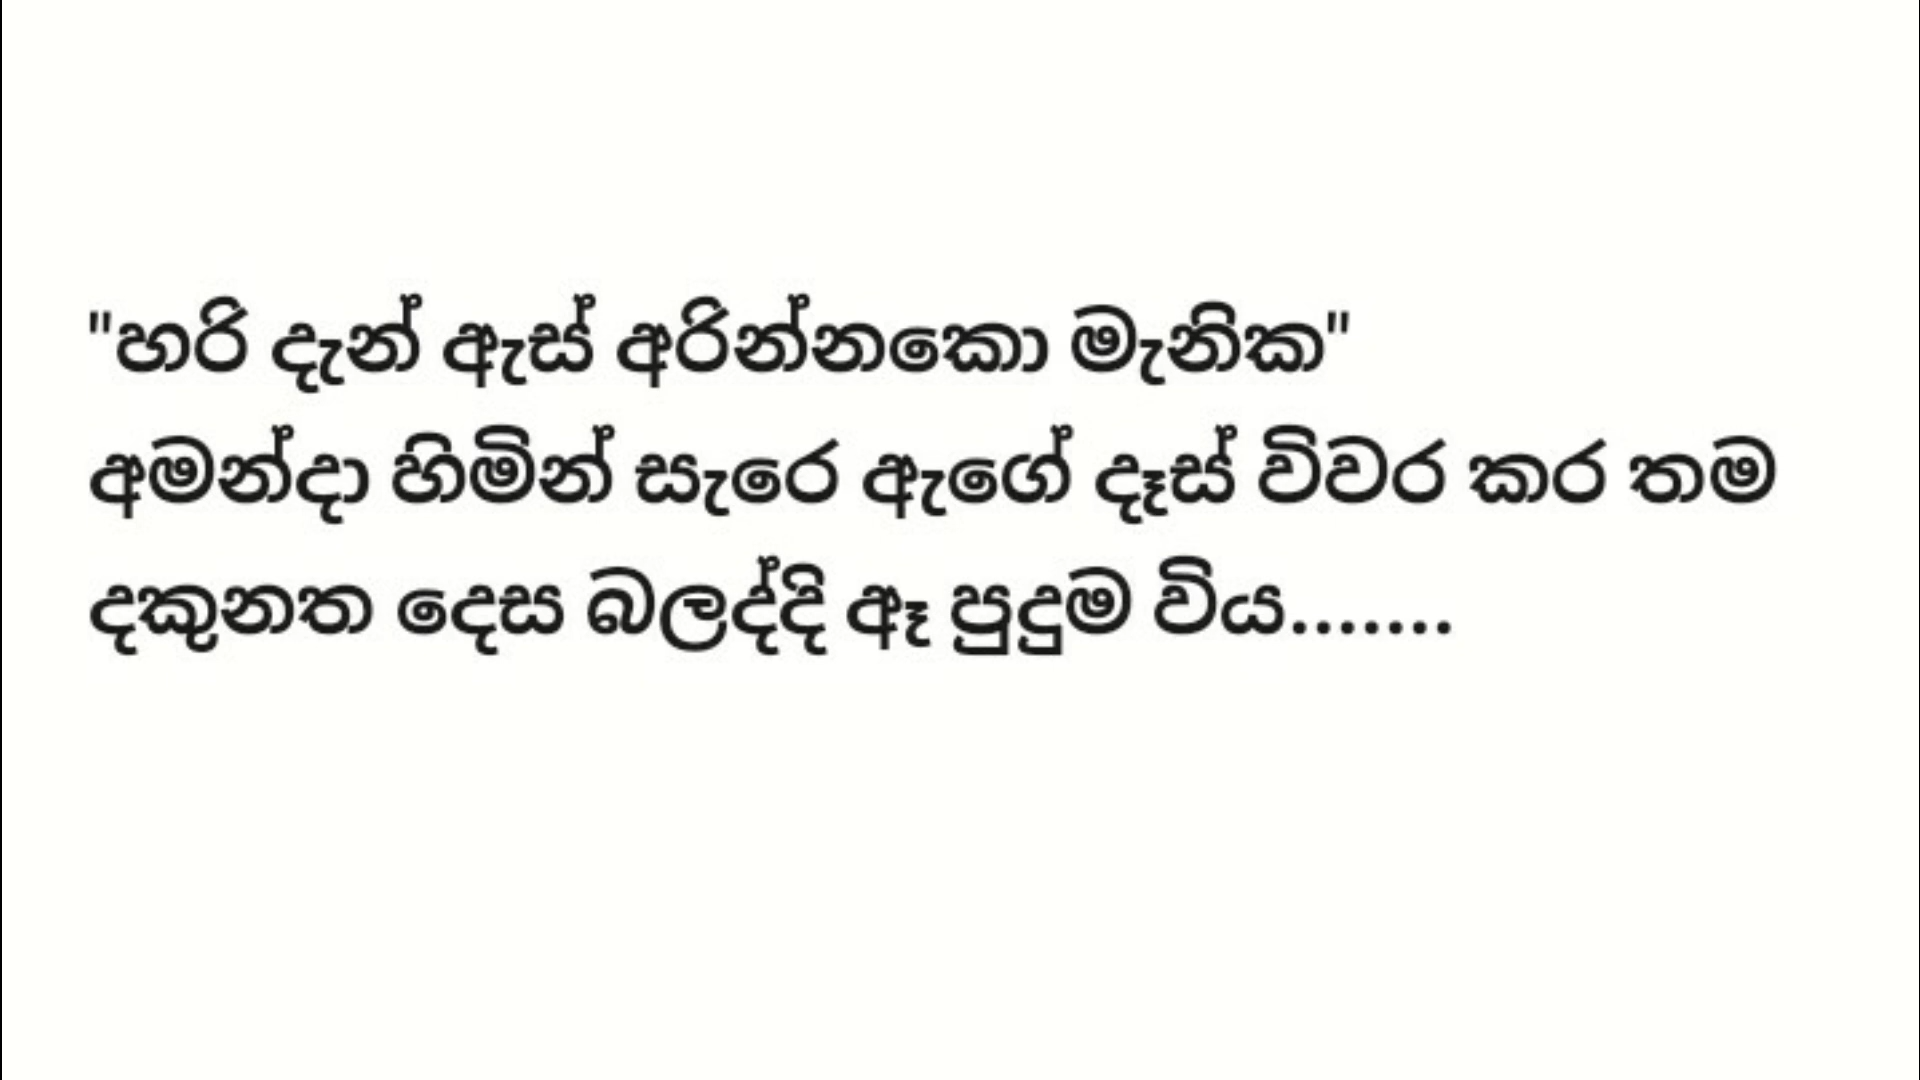 "හරි දැන් ඇස් අරින්නකො මැනික"
අමන්දා හිමින් සැරෙ ඇගේ දෑස් විවර කර තම
දකුනත දෙස බලද්දි ඈ පුදුම විය.......